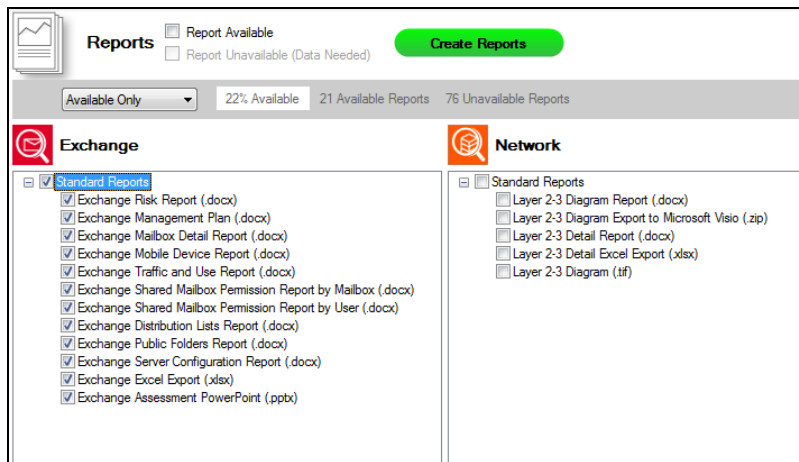 Reports
Report Available
Report Unavailable (Data Needed)
Create Reports
Available Only
22% Available
21 Available Reports
76 Unavailable Reports
Exchange
Standard Reports
Exchange Risk Report (.docx)
Exchange Management Plan (.docx)
Exchange Mailbox Detail Report (.docx)
Exchange Mobile Device Report (.docx)
Exchange Traffic and Use Report (.docx)
Exchange Shared Mailbox Permission Report by Mailbox (.docx)
Exchange Shared Mailbox Permission Report by User (.docx)
Exchange Distribution Lists Report (.docx)
Exchange Public Folders Report (.docx)
Exchange Server Configuration Report (.docx)
Exchange Excel Export (.xlsx)
Exchange Assessment PowerPoint (.pptx)
Network
Standard Reports
Layer 2-3 Diagram Report (.docx)
Layer 2-3 Diagram Export to Microsoft Visio (.zip)
Layer 2-3 Detail Report (.docx)
Layer 2-3 Detail Excel Export (.xlsx)
Layer 2-3 Diagram (.tif)